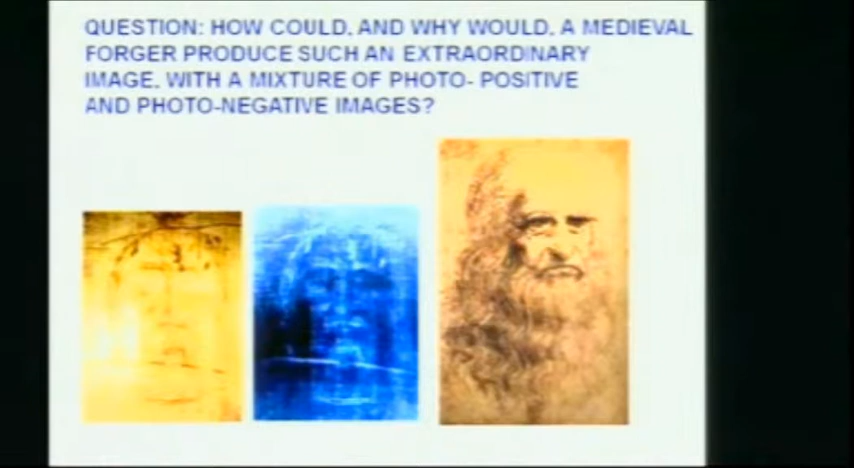 QUESTION: HOW COULD, AND WHY WOULD, A MEDIEVAL
FORGER PRODUCE SUCH AN EXTRAORDINARY
IMAGE, WITH A MIXTURE OF PHOTO- POSITIVE
AND PHOTO-NEGATIVE IMAGES?